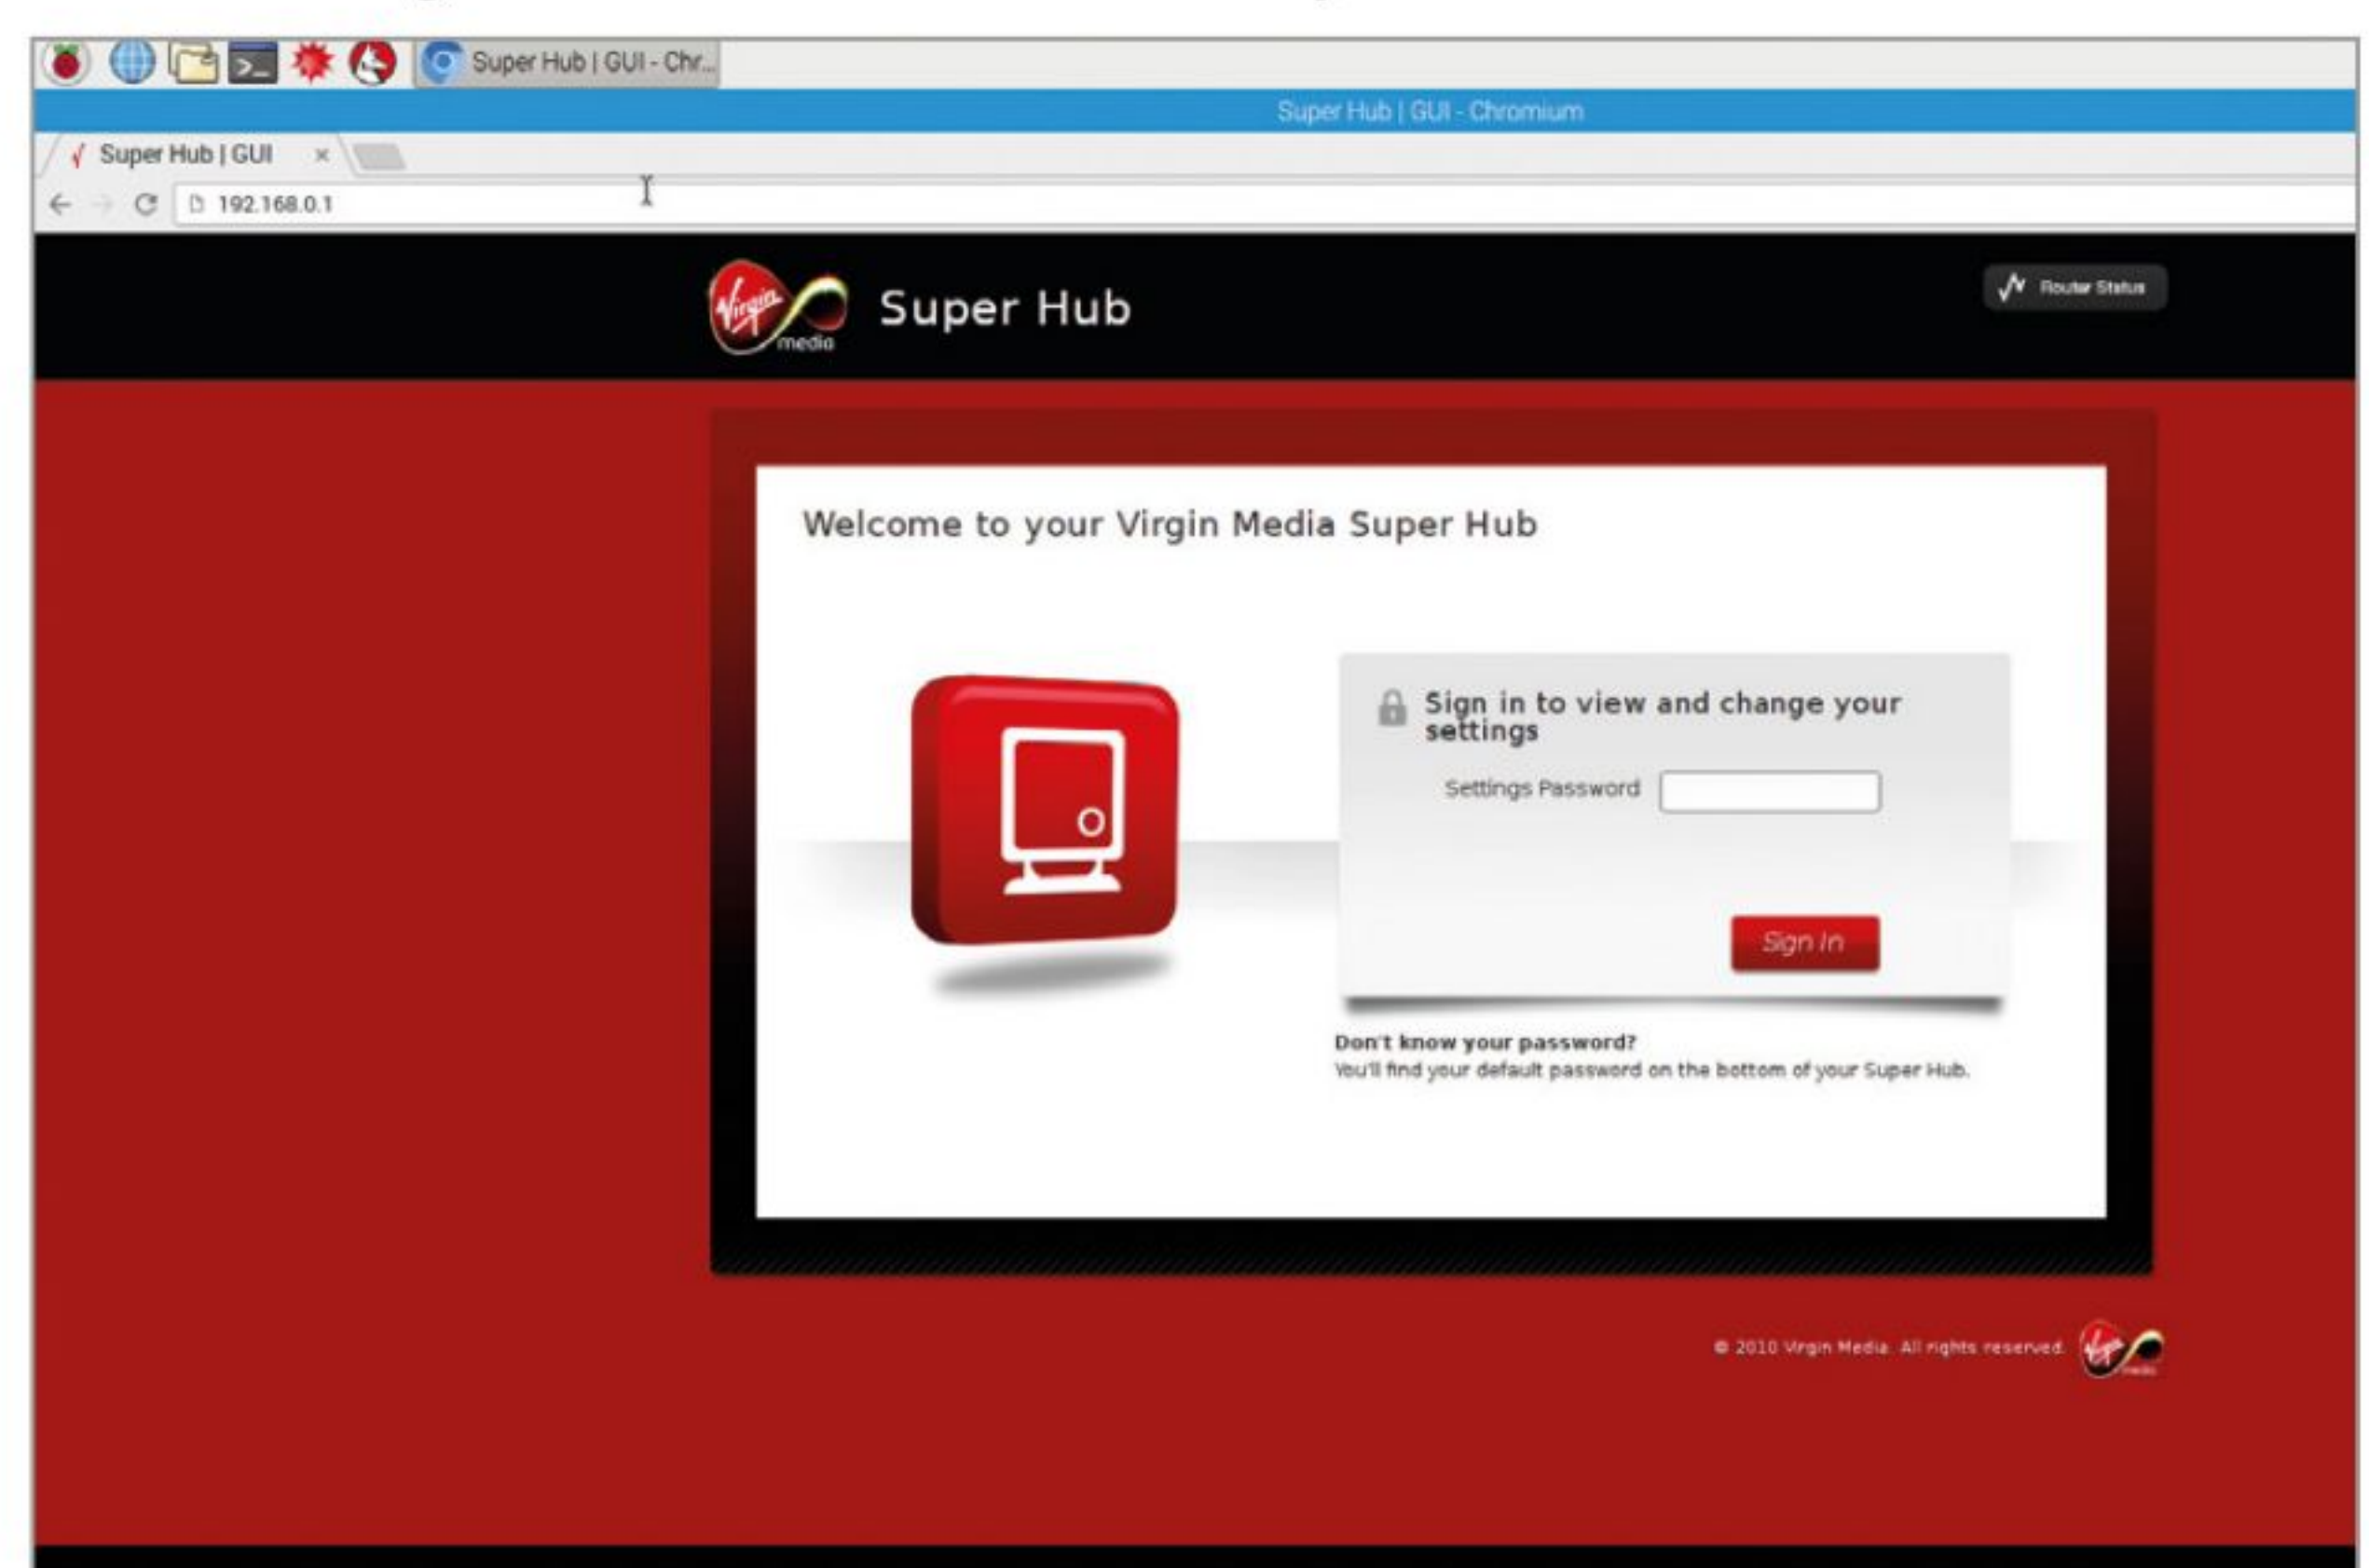 Super Hub | GUI - Chr...
Super Hub | GUI - Chromium
Super Hub | GUI
192.168.0.1
Virgin media
Super Hub
Router Status
Welcome to your Virgin Media Super Hub
Sign in to view and change your
settings
Settings Password
Sign In
Don't know your password?
You'll find your default password on the bottom of your Super Hub.
© 2010 Virgin Media. All rights reserved.
Virgin media